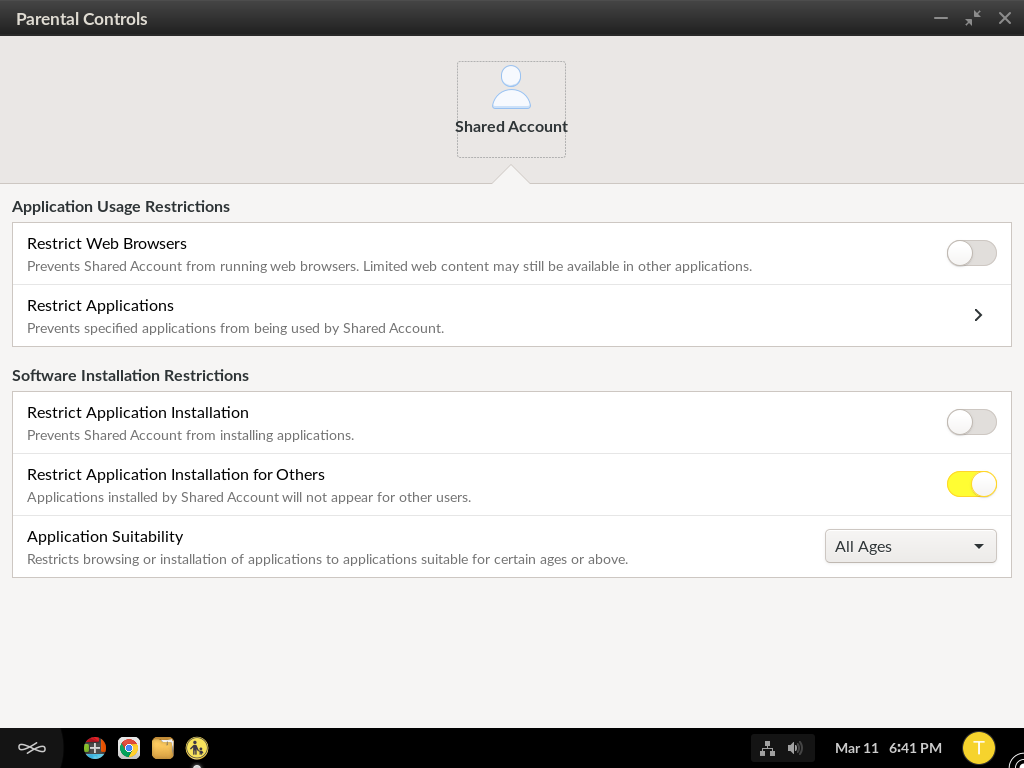 Parental Controls
Shared Account
Application Usage Restrictions
Restrict Web Browsers
Prevents Shared Account from running web browsers. Limited web content may still be available in other applications.
Restrict Applications
Prevents specified applications from being used by Shared Account.
Software Installation Restrictions
Restrict Application Installation
Prevents Shared Account from installing applications.
Restrict Application Installation for Others
Applications installed by Shared Account will not appear for other users.
Application Suitability
Restricts browsing or installation of applications to applications suitable for certain ages or above.
All Ages
Mar 11 6:41 PM
T